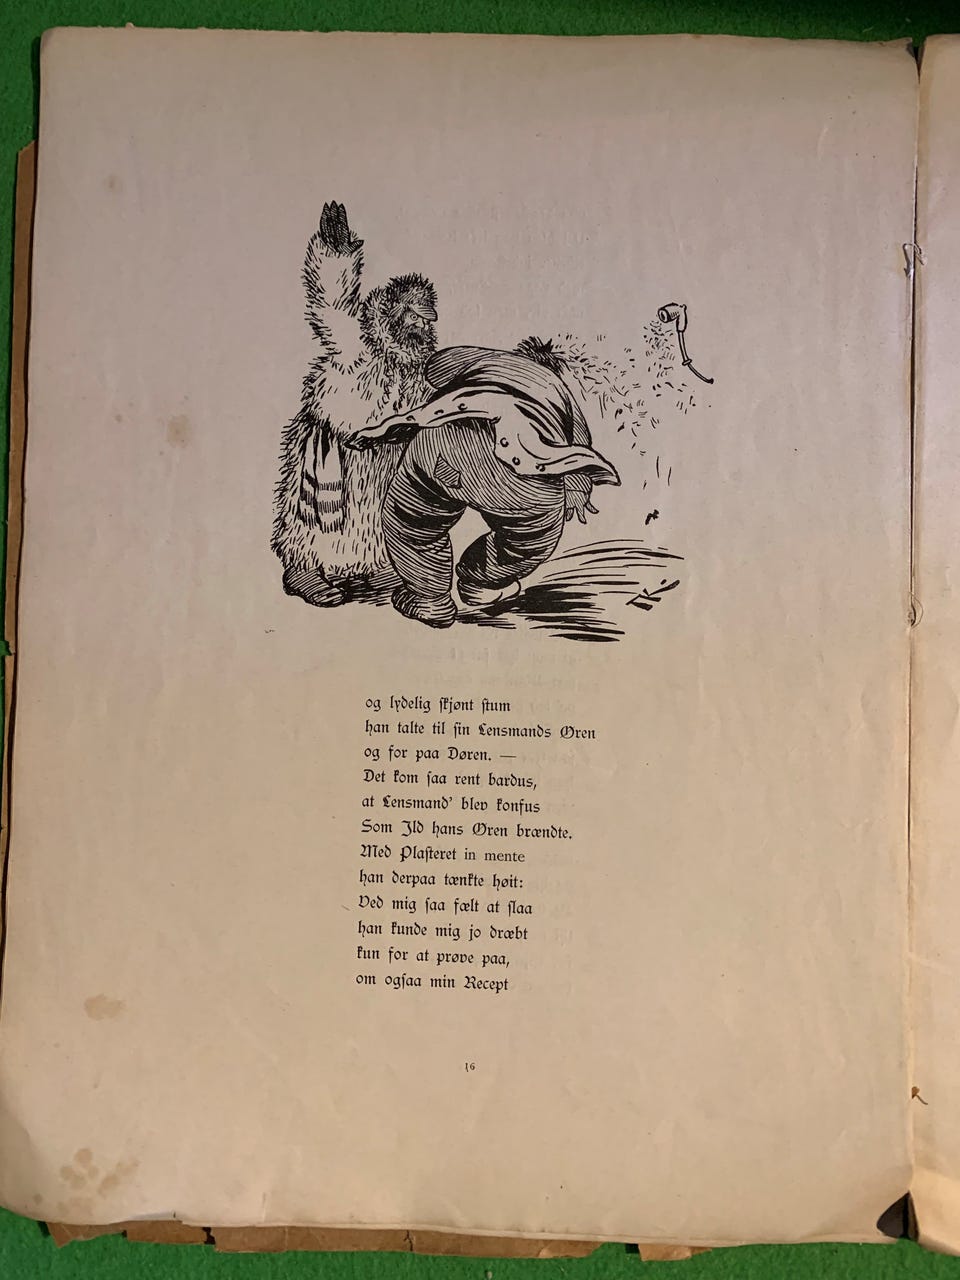 og lydelig skjønt stum
han talte til sin Lensmands Øren
og for paa Døren. —
Det kom saa rent bardus,
at Lensmand' blev konfus
Som Ild hans Øren brændte.
Med Plasteret in mente
han derpaa tænkte høit:
Ved mig saa fælt at slaa
han kunde mig jo dræbt
kun for at prøve paa,
om ogsaa min Recept
16